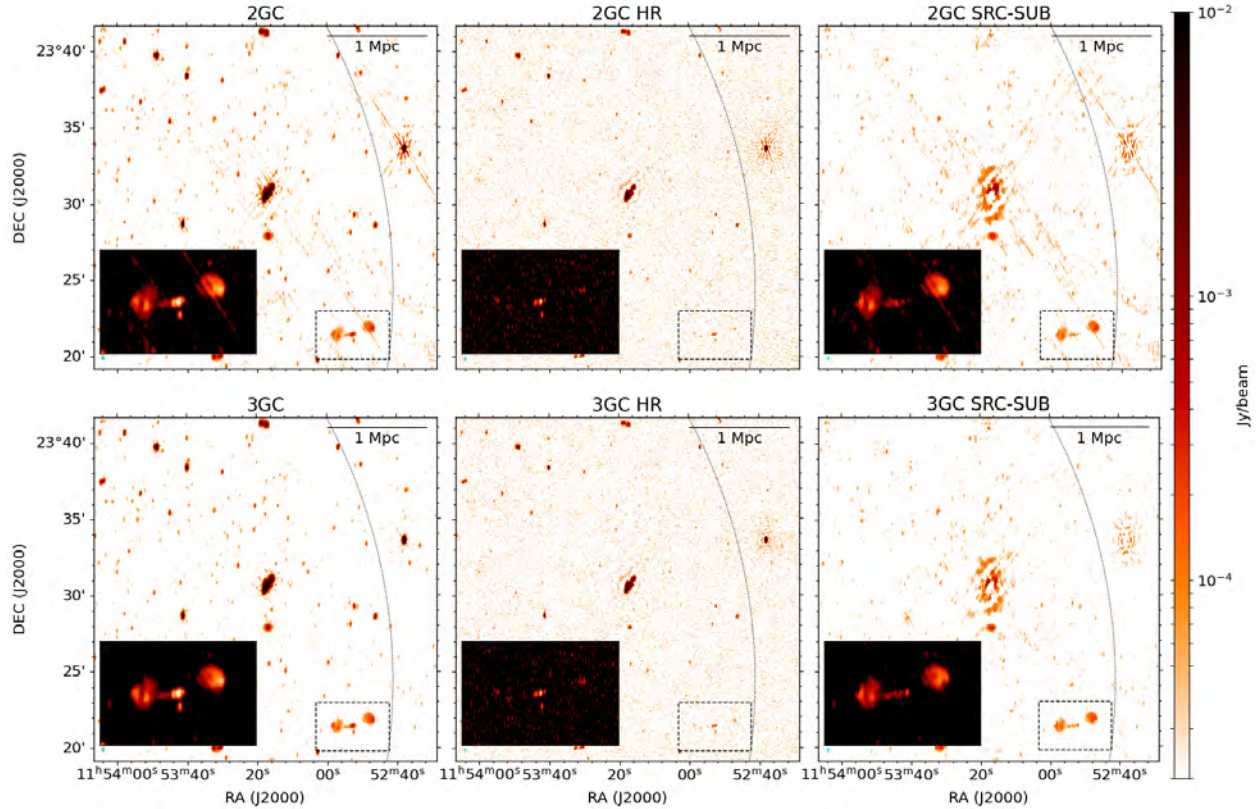 2GC 2GC HR 2GC SRC-SUB
10⁻²
1 Mpc 1 Mpc 1 Mpc
23°40'
35'
DEC (J2000)
30'
25'
20'
10⁻³
Jy/beam
3GC 3GC HR 3GC SRC-SUB
1 Mpc 1 Mpc 1 Mpc
23°40'
35'
10⁻⁴
DEC (J2000)
30'
25'
20'
11ʰ54ᵐ00ˢ 53ᵐ40ˢ 20ˢ 00ˢ 52ᵐ40ˢ 11ʰ54ᵐ00ˢ 53ᵐ40ˢ 20ˢ 00ˢ 52ᵐ40ˢ 11ʰ54ᵐ00ˢ 53ᵐ40ˢ 20ˢ 00ˢ 52ᵐ40ˢ
RA (J2000) RA (J2000) RA (J2000)